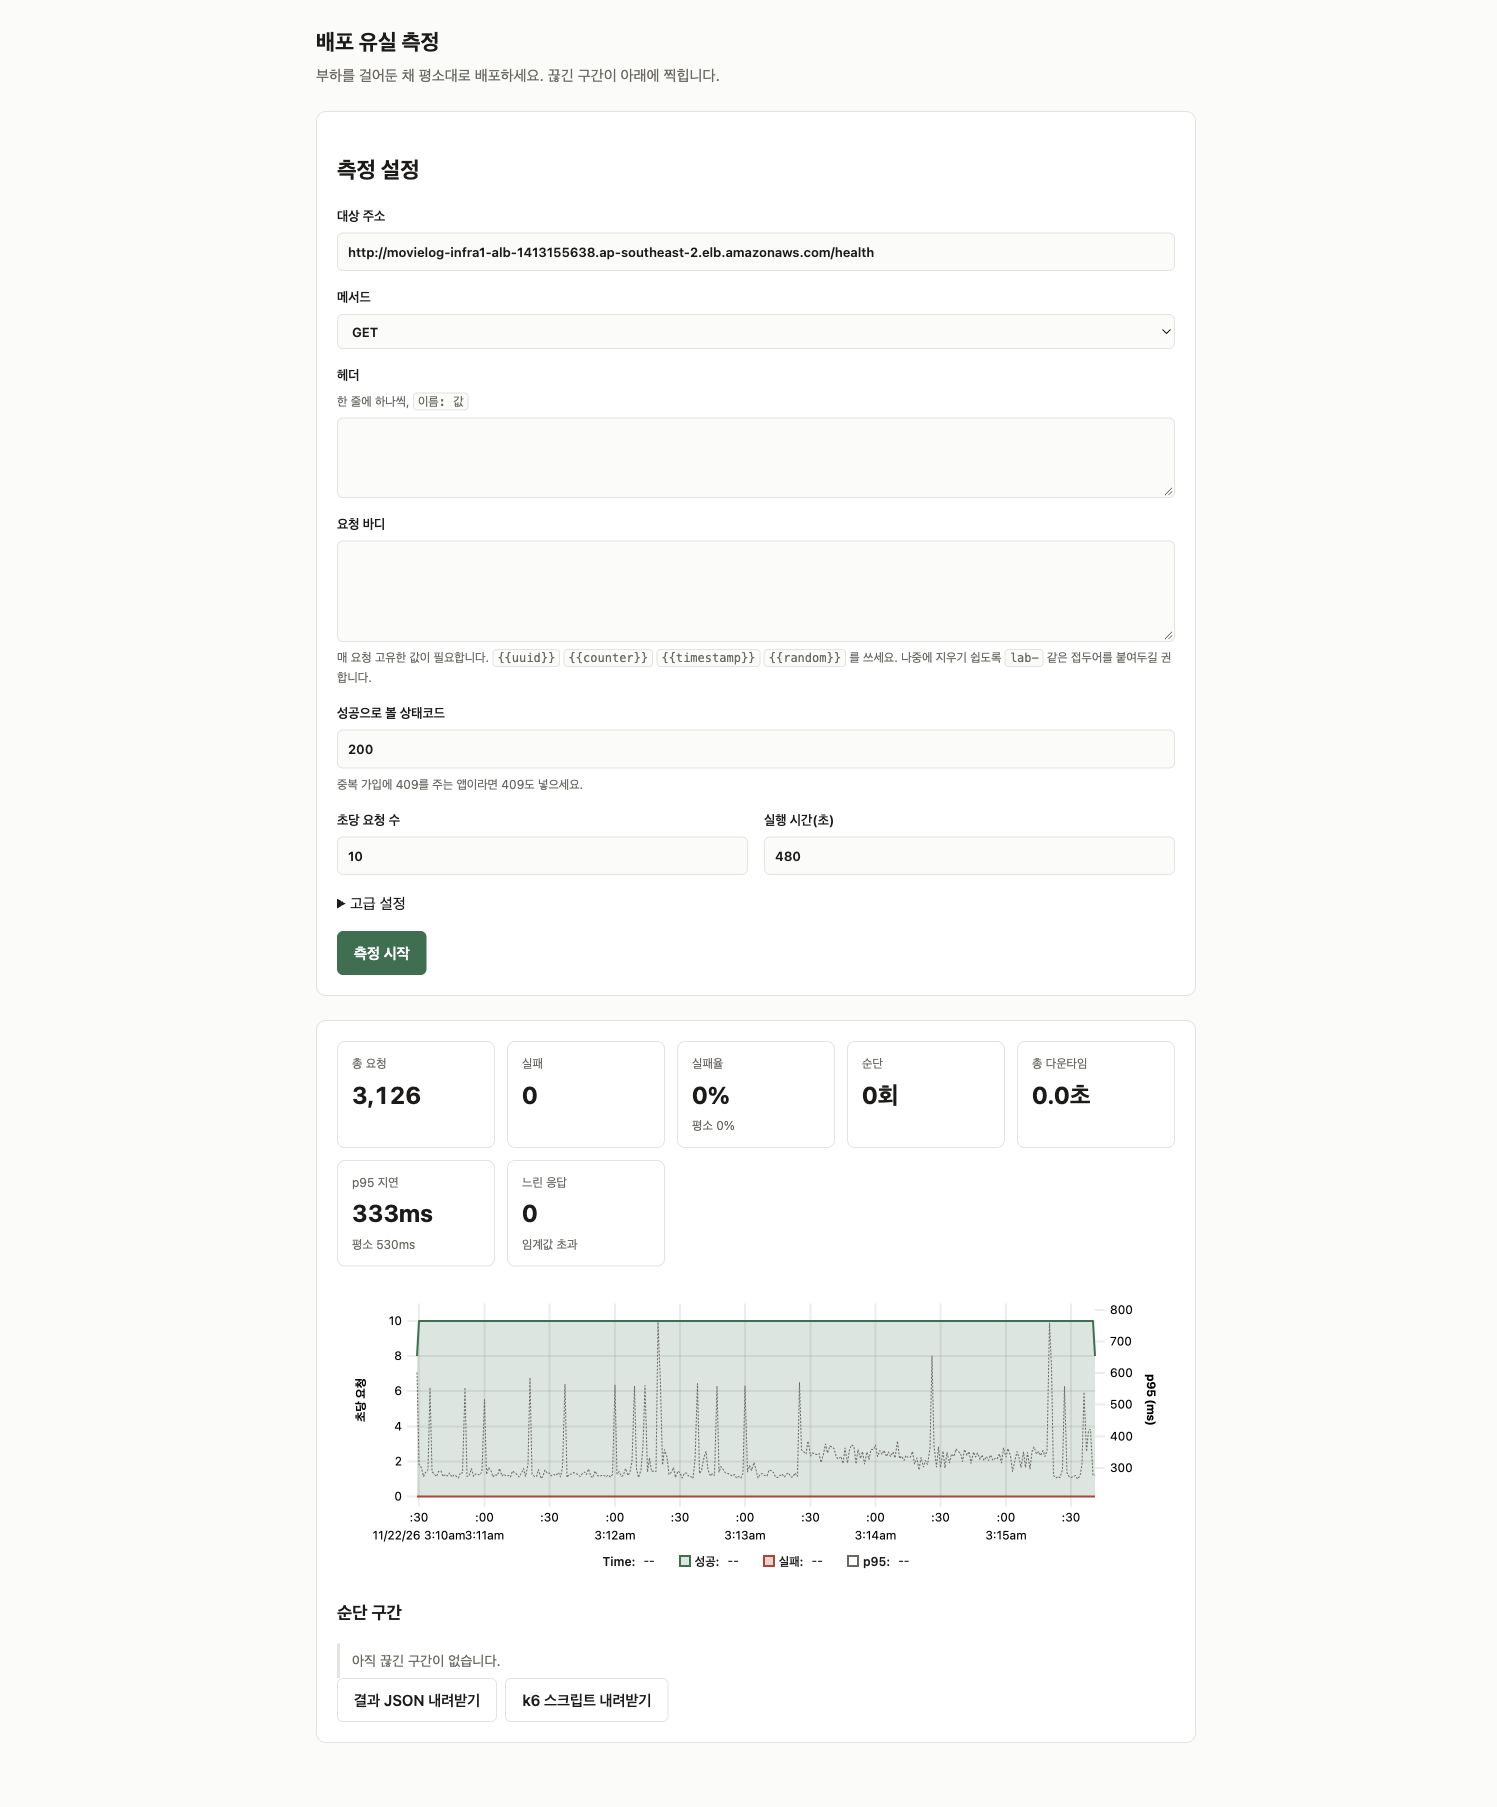 배포 유실 측정
부하를 걸어둔 채 평소대로 배포하세요. 끊긴 구간이 아래에 찍힙니다.
측정 설정
대상 주소
http://movielog-infra1-alb-1413155638.ap-southeast-2.elb.amazonaws.com/health
메서드
GET
헤더
한 줄에 하나씩, 이름: 값
요청 바디
매 요청 고유한 값이 필요합니다. {{uuid}} {{counter}} {{timestamp}} {{random}} 를 쓰세요. 나중에 지우기 쉽도록 lab- 같은 접두어를 붙여두길 권
합니다.
성공으로 볼 상태코드
200
중복 가입에 409를 주는 앱이라면 409도 넣으세요.
초당 요청 수 실행 시간(초)
10 480
▶ 고급 설정
측정 시작
총 요청 실패 실패율 순단 총 다운타임
3,126 0 0% 0회 0.0초
평소 0%
p95 지연 느린 응답
333ms 0
평소 530ms 임계값 초과
초당 요청
10
8
6
4
2
0
800
700
600
500
400
300
p95 (ms)
:30 :00 :30 :00 :30 :00 :30 :00 :30 :00 :30
11/22/26 3:10am 3:11am 3:12am 3:13am 3:14am 3:15am
Time: -- 성공: -- 실패: -- p95: --
순단 구간
아직 끊긴 구간이 없습니다.
결과 JSON 내려받기 k6 스크립트 내려받기